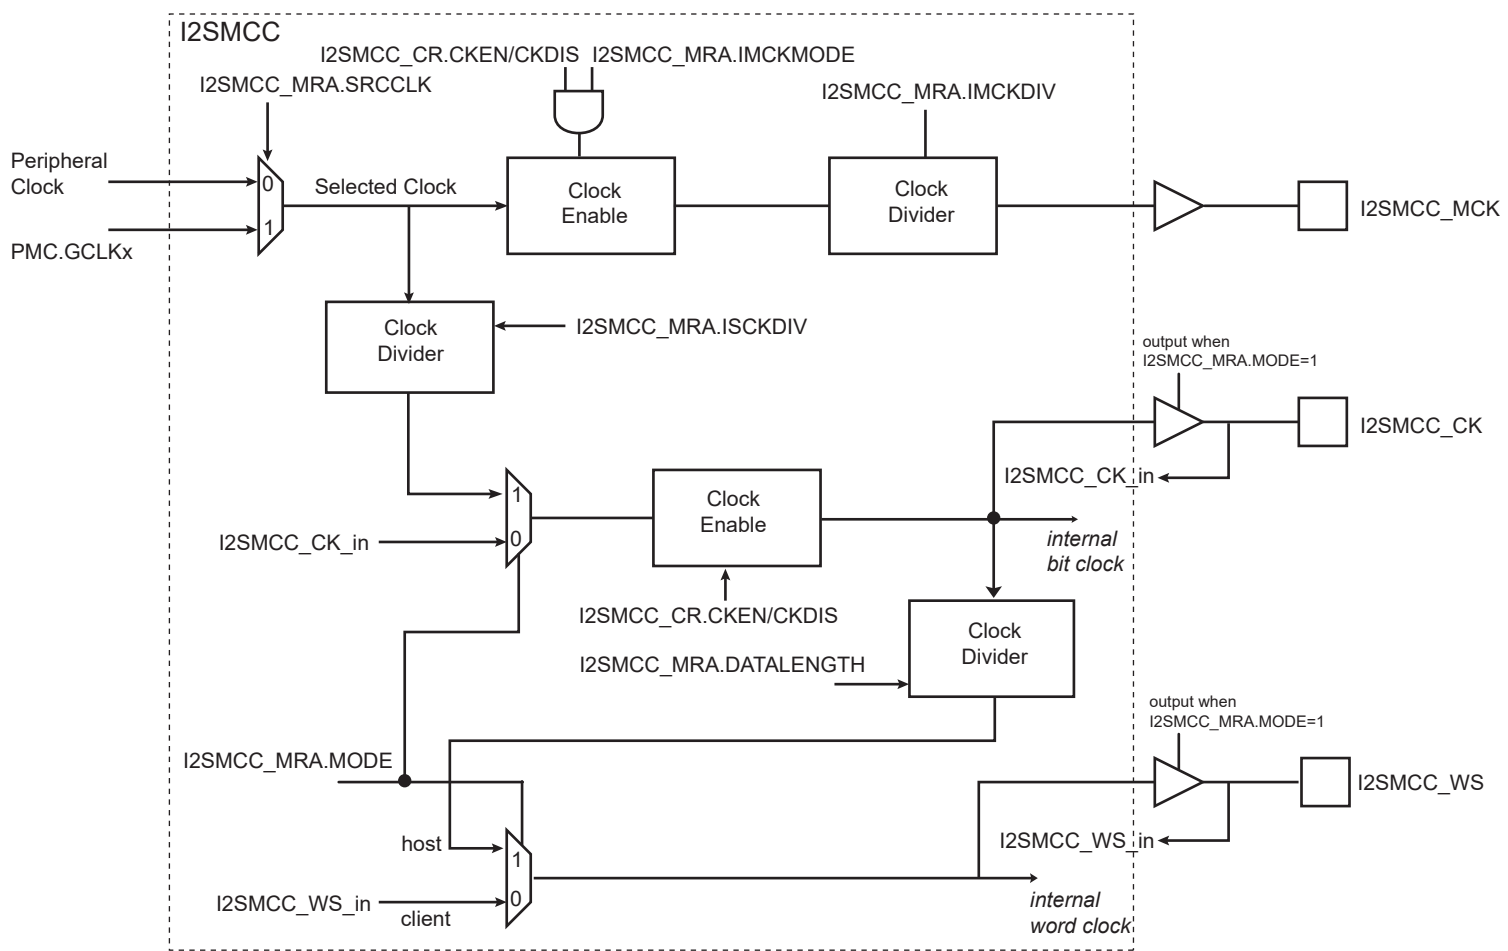 I2SMCC
I2SMCC_CR.CKEN/CKDIS I2SMCC_MRA.IMCKMODE
I2SMCC_MRA.SRCCLK
I2SMCC_MRA.IMCKDIV
Peripheral
Clock
0
Selected Clock
Clock
Enable
Clock
Divider
I2SMCC_MCK
1
PMC.GCLKx
Clock
Divider
I2SMCC_MRA.ISCKDIV
output when
I2SMCC_MRA.MODE=1
I2SMCC_CK
I2SMCC_CK_in
1
Clock
Enable
0
I2SMCC_CK_in
internal
bit clock
I2SMCC_CR.CKEN/CKDIS
Clock
Divider
I2SMCC_MRA.DATALENGTH
output when
I2SMCC_MRA.MODE=1
I2SMCC_MRA.MODE
I2SMCC_WS
host
I2SMCC_WS_in
1
0
I2SMCC_WS_in
client
internal
word clock